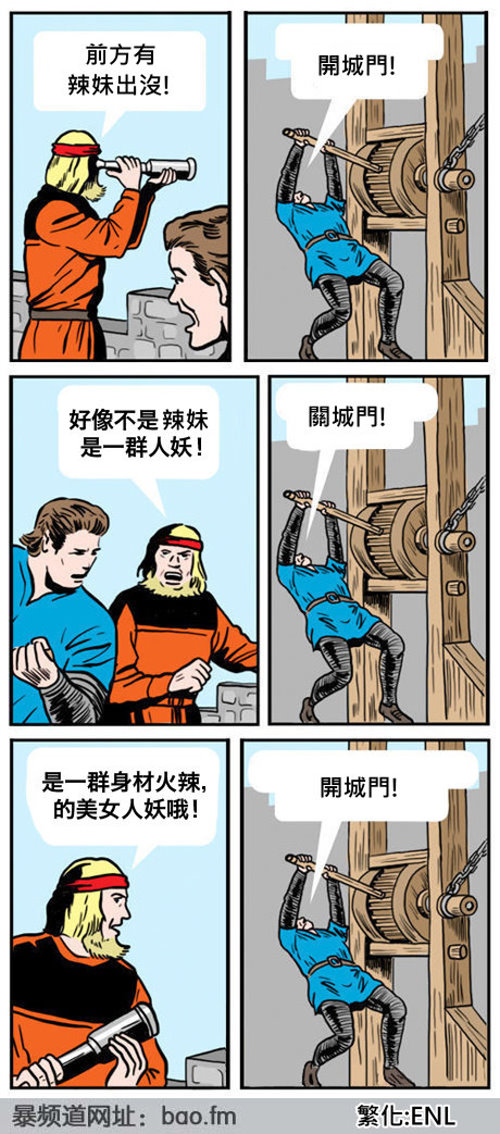 前方有
辣妹出沒!
開城門!
好像不是辣妹
是一群人妖!
關城門!
是一群身材火辣,
的美女人妖哦!
開城門!
暴频道网址：bao.fm
繁化:ENL